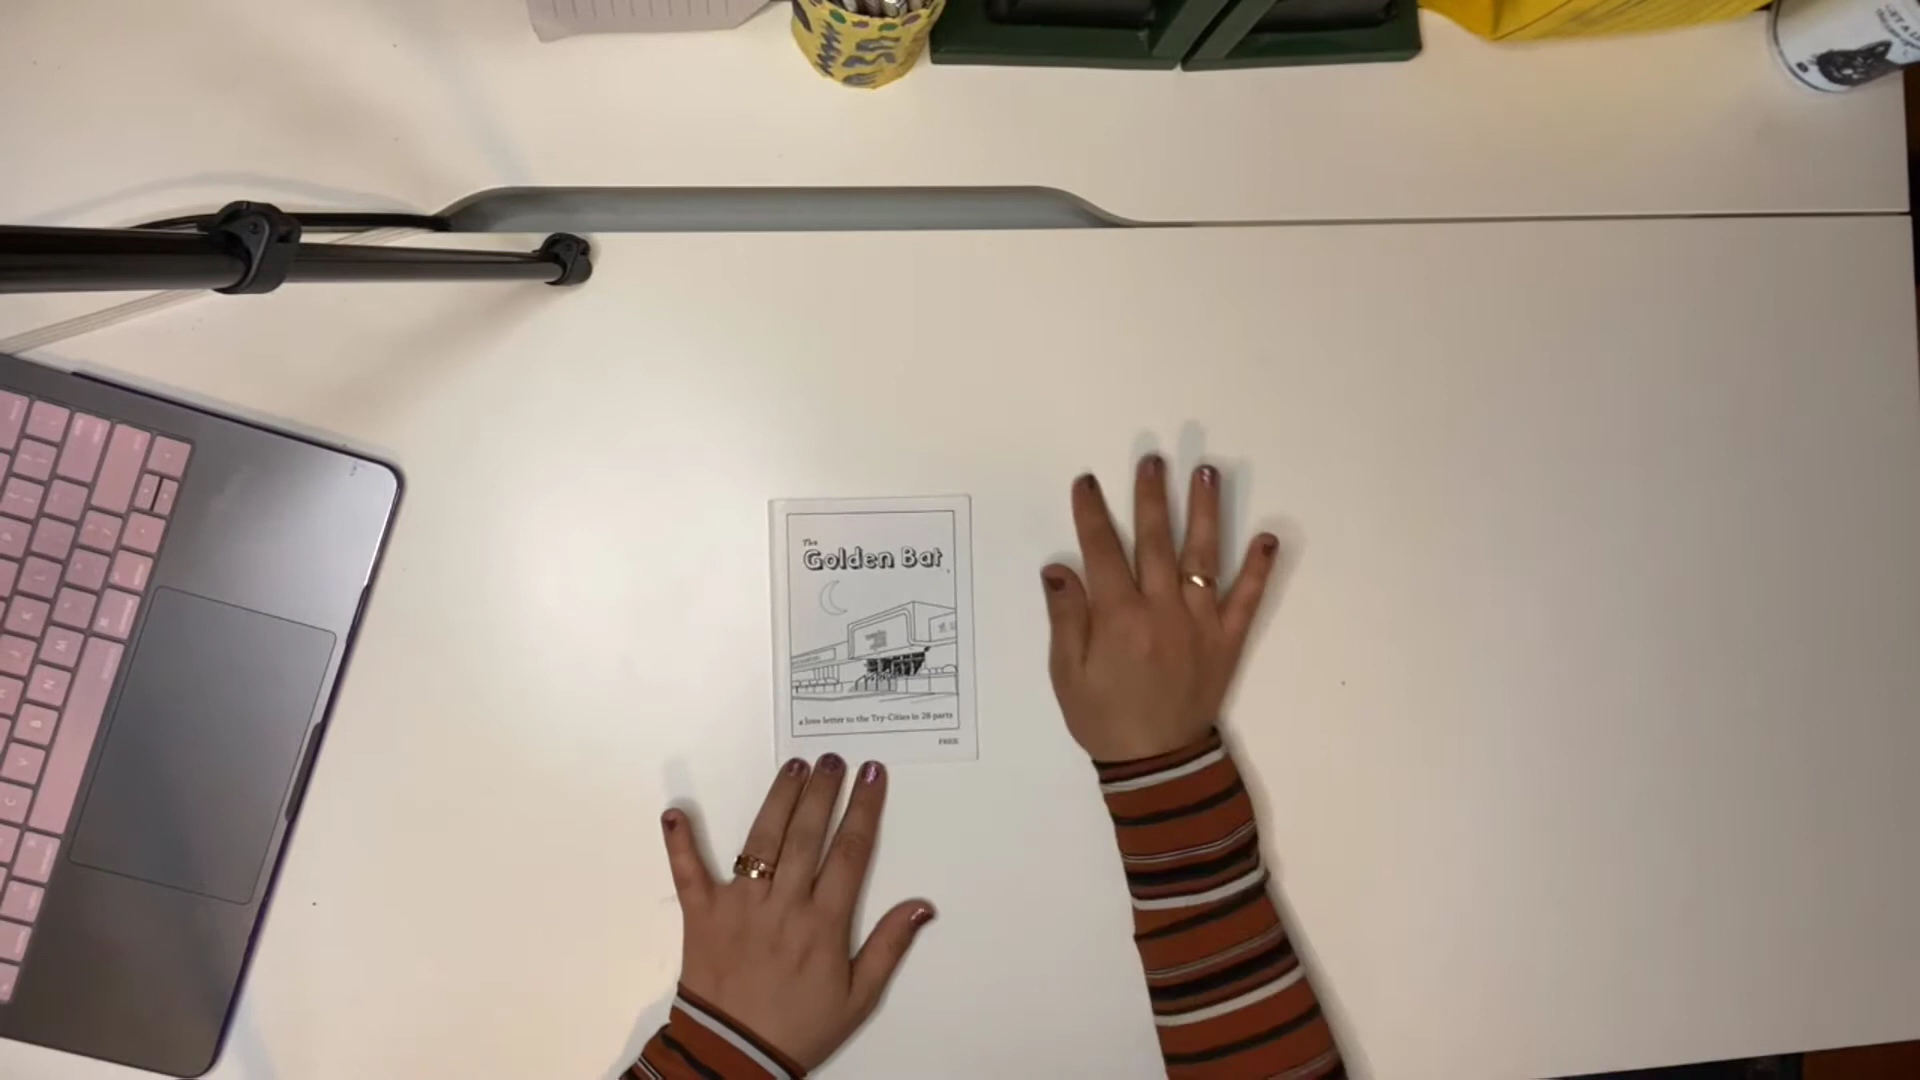 The
Golden Bat
a love letter to the Try-Cities in 28 parts
FREE